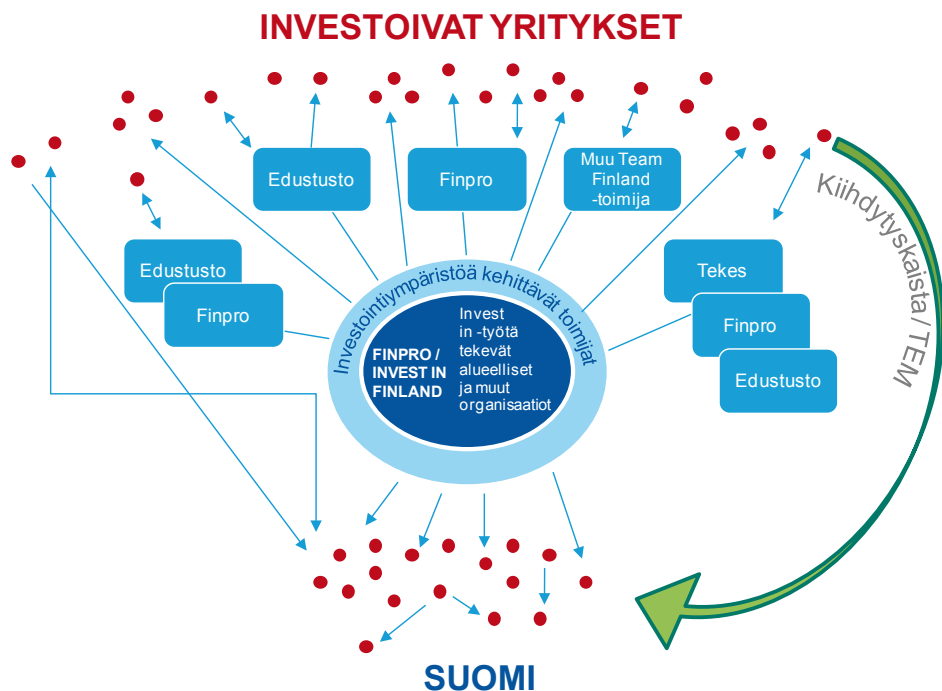 INVESTOIVAT YRITYKSET
Edustusto
Finpro
Muu Team
Finland
-toimija
Edustusto
Finpro
Tekes
Finpro
Edustusto
Kiihdytyskaista / TEM
Investointiympäristöä kehittävät toimijat
FINPRO /
INVEST IN
FINLAND
Invest
in -työtä
tekevät
alueelliset
ja muut
organisaatiot
SUOMI